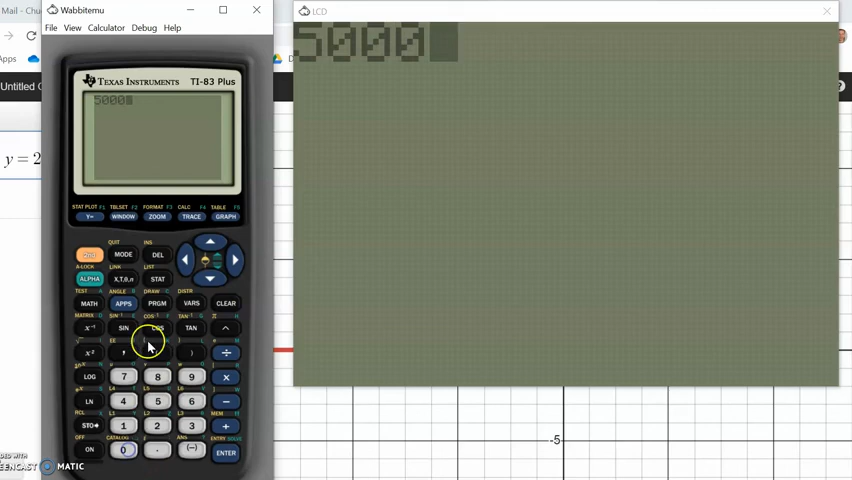 Mail - Chu
Wabbitemu
LCD
File View Calculator Debug Help
Apps
Untitled G
y = 2
5000
TEXAS INSTRUMENTS TI-83 Plus
5000
STAT PLOT F1 TBLSET F2 FORMAT F3 CALC F4 TABLE F5
Y= WINDOW ZOOM TRACE GRAPH
QUIT INS
2nd MODE DEL
A-LOCK LINK LIST
ALPHA X,T,θ,n STAT
TEST A ANGLE B DRAW C DISTR
MATH APPS PRGM VARS CLEAR
MATRIX D SIN⁻¹ E COS⁻¹ F TAN⁻¹ G π H
x⁻¹ SIN COS TAN ^
EE
x² , ( ) ÷
LOG 7 8 9 ×
L4 L5 L6
LN 4 5 6 −
RCL L1 L2 L3 MEM
STO 1 2 3 +
OFF CATALOG ANS ENTRY SOLVE
ON 0 . (−) ENTER
-5
MATIC